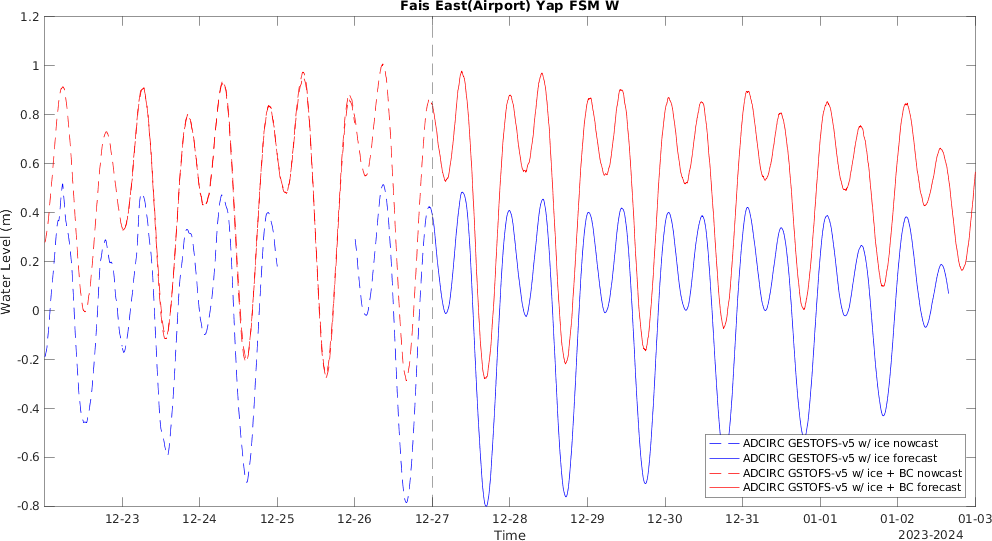 Fais East(Airport) Yap FSM W
1.2
1
0.8
0.6
0.4
0.2
0
-0.2
-0.4
-0.6
-0.8
Water Level (m)
ADCIRC GESTOFS-v5 w/ ice nowcast
ADCIRC GESTOFS-v5 w/ ice forecast
ADCIRC GSTOFS-v5 w/ ice + BC nowcast
ADCIRC GSTOFS-v5 w/ ice + BC forecast
12-23 12-24 12-25 12-26 12-27 12-28 12-29 12-30 12-31 01-01 01-02 01-03
Time
2023-2024